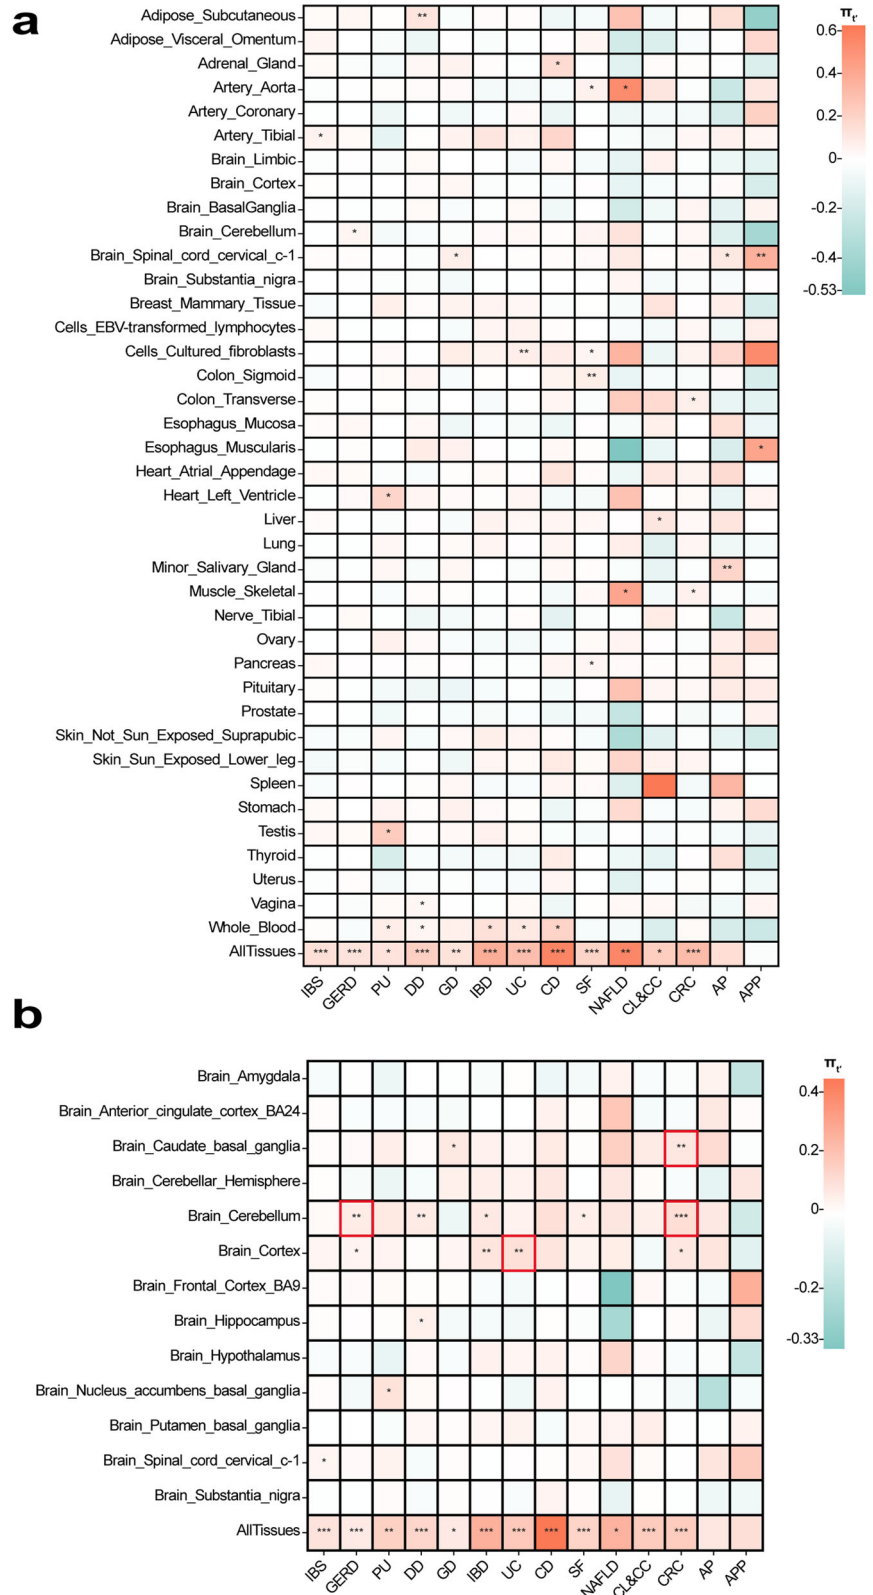 a
π_t'
Adipose_Subcutaneous **
Adipose_Visceral_Omentum
Adrenal_Gland *
Artery_Aorta * *
Artery_Coronary
Artery_Tibial *
Brain_Limbic
Brain_Cortex
Brain_BasalGanglia
Brain_Cerebellum *
Brain_Spinal_cord_cervical_c-1 * * **
Brain_Substantia_nigra
Breast_Mammary_Tissue
Cells_EBV-transformed_lymphocytes
Cells_Cultured_fibroblasts ** *
Colon_Sigmoid **
Colon_Transverse *
Esophagus_Mucosa
Esophagus_Muscularis *
Heart_Atrial_Appendage
Heart_Left_Ventricle *
Liver *
Lung
Minor_Salivary_Gland **
Muscle_Skeletal * *
Nerve_Tibial
Ovary
Pancreas *
Pituitary
Prostate
Skin_Not_Sun_Exposed_Suprapubic
Skin_Sun_Exposed_Lower_leg
Spleen
Stomach
Testis *
Thyroid
Uterus
Vagina *
Whole_Blood * * * * *
AllTissues *** *** * *** ** *** *** *** *** ** * ***
IBS GERD PU DD GD IBD UC CD SF NAFLD CL&CC CRC AP APP
0.6
0.4
0.2
0
-0.2
-0.4
-0.53
b
π_t'
Brain_Amygdala
Brain_Anterior_cingulate_cortex_BA24
Brain_Caudate_basal_ganglia * **
Brain_Cerebellar_Hemisphere
Brain_Cerebellum ** ** * * ***
Brain_Cortex * ** ** *
Brain_Frontal_Cortex_BA9
Brain_Hippocampus *
Brain_Hypothalamus
Brain_Nucleus_accumbens_basal_ganglia *
Brain_Putamen_basal_ganglia
Brain_Spinal_cord_cervical_c-1 *
Brain_Substantia_nigra
AllTissues *** *** ** *** * *** *** *** *** * *** ***
IBS GERD PU DD GD IBD UC CD SF NAFLD CL&CC CRC AP APP
0.4
0.2
0
-0.2
-0.33